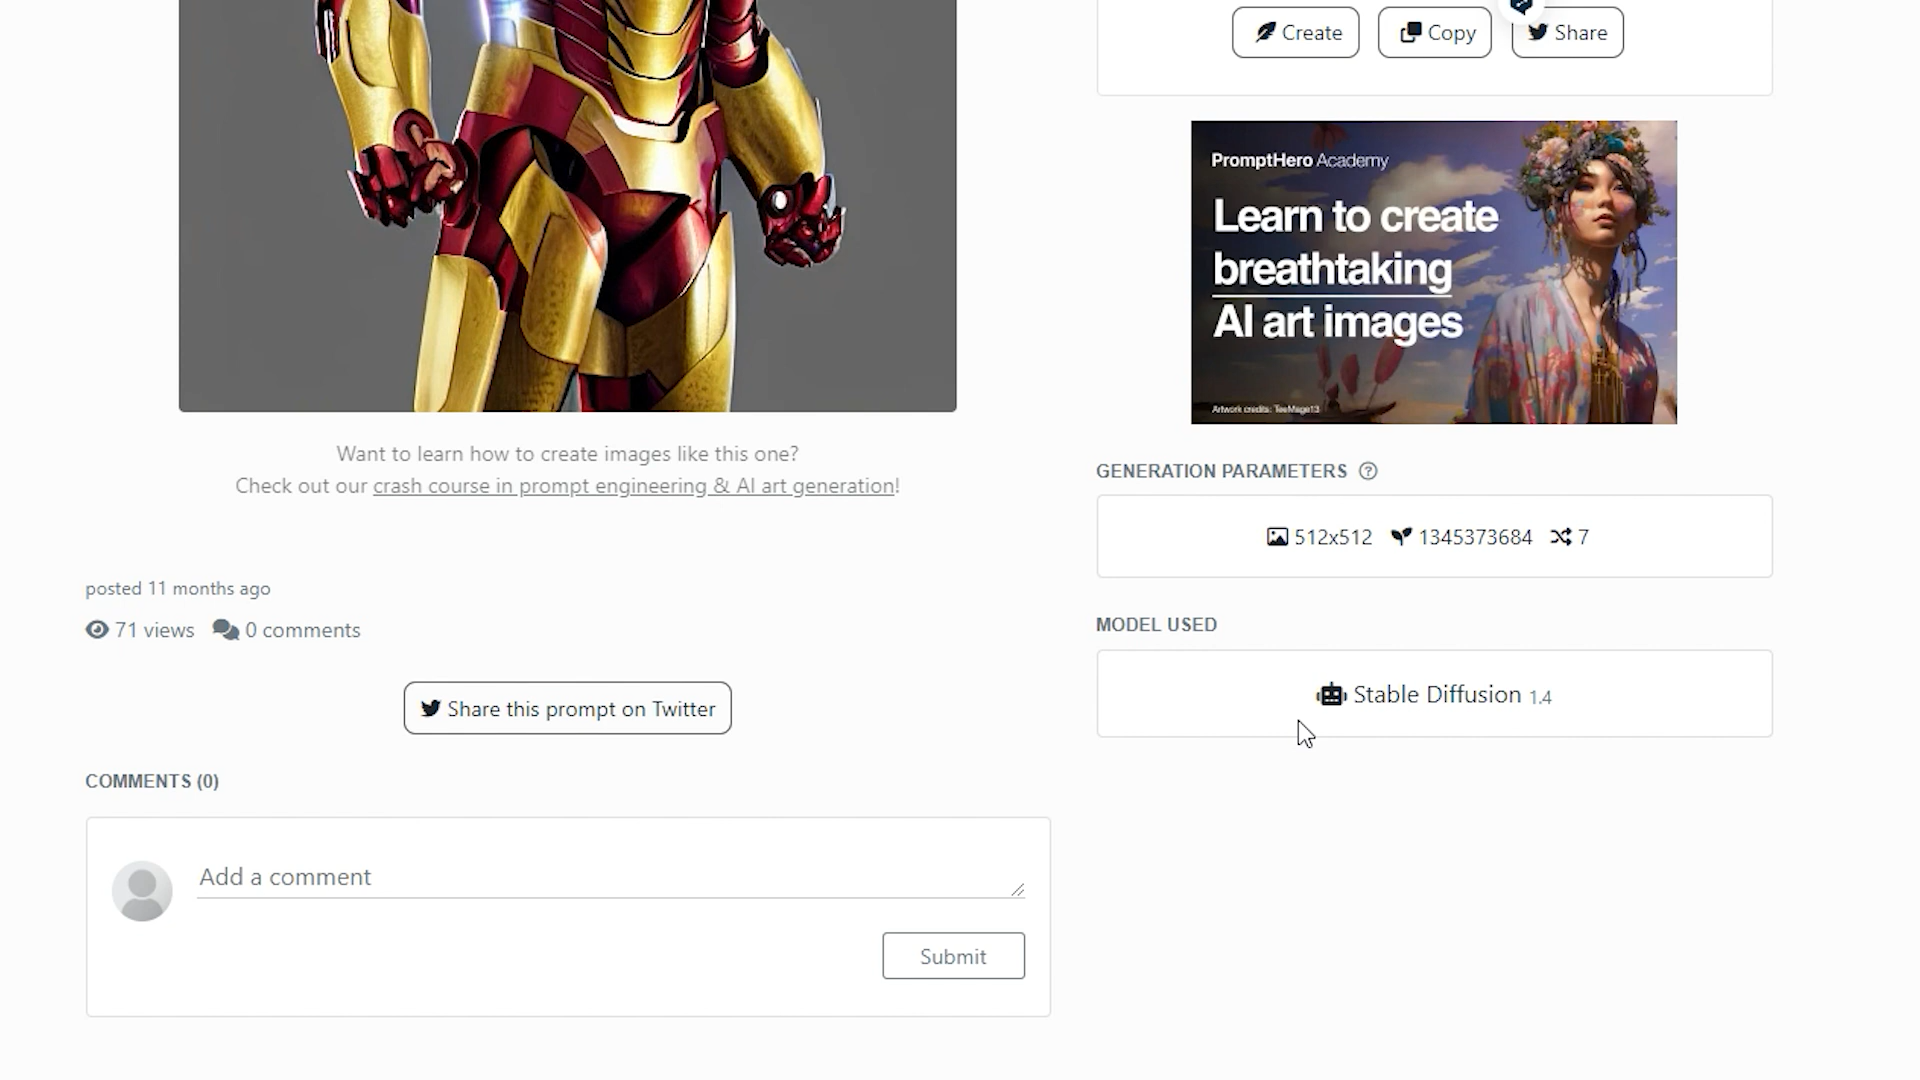 Create Copy Share
PromptHero Academy
Learn to create
breathtaking
AI art images
Artwork credits: TeeMage13
Want to learn how to create images like this one?
Check out our crash course in prompt engineering & AI art generation!
GENERATION PARAMETERS ?
512x512 1345373684 7
posted 11 months ago
71 views 0 comments
MODEL USED
Stable Diffusion 1.4
Share this prompt on Twitter
COMMENTS (0)
Add a comment
Submit